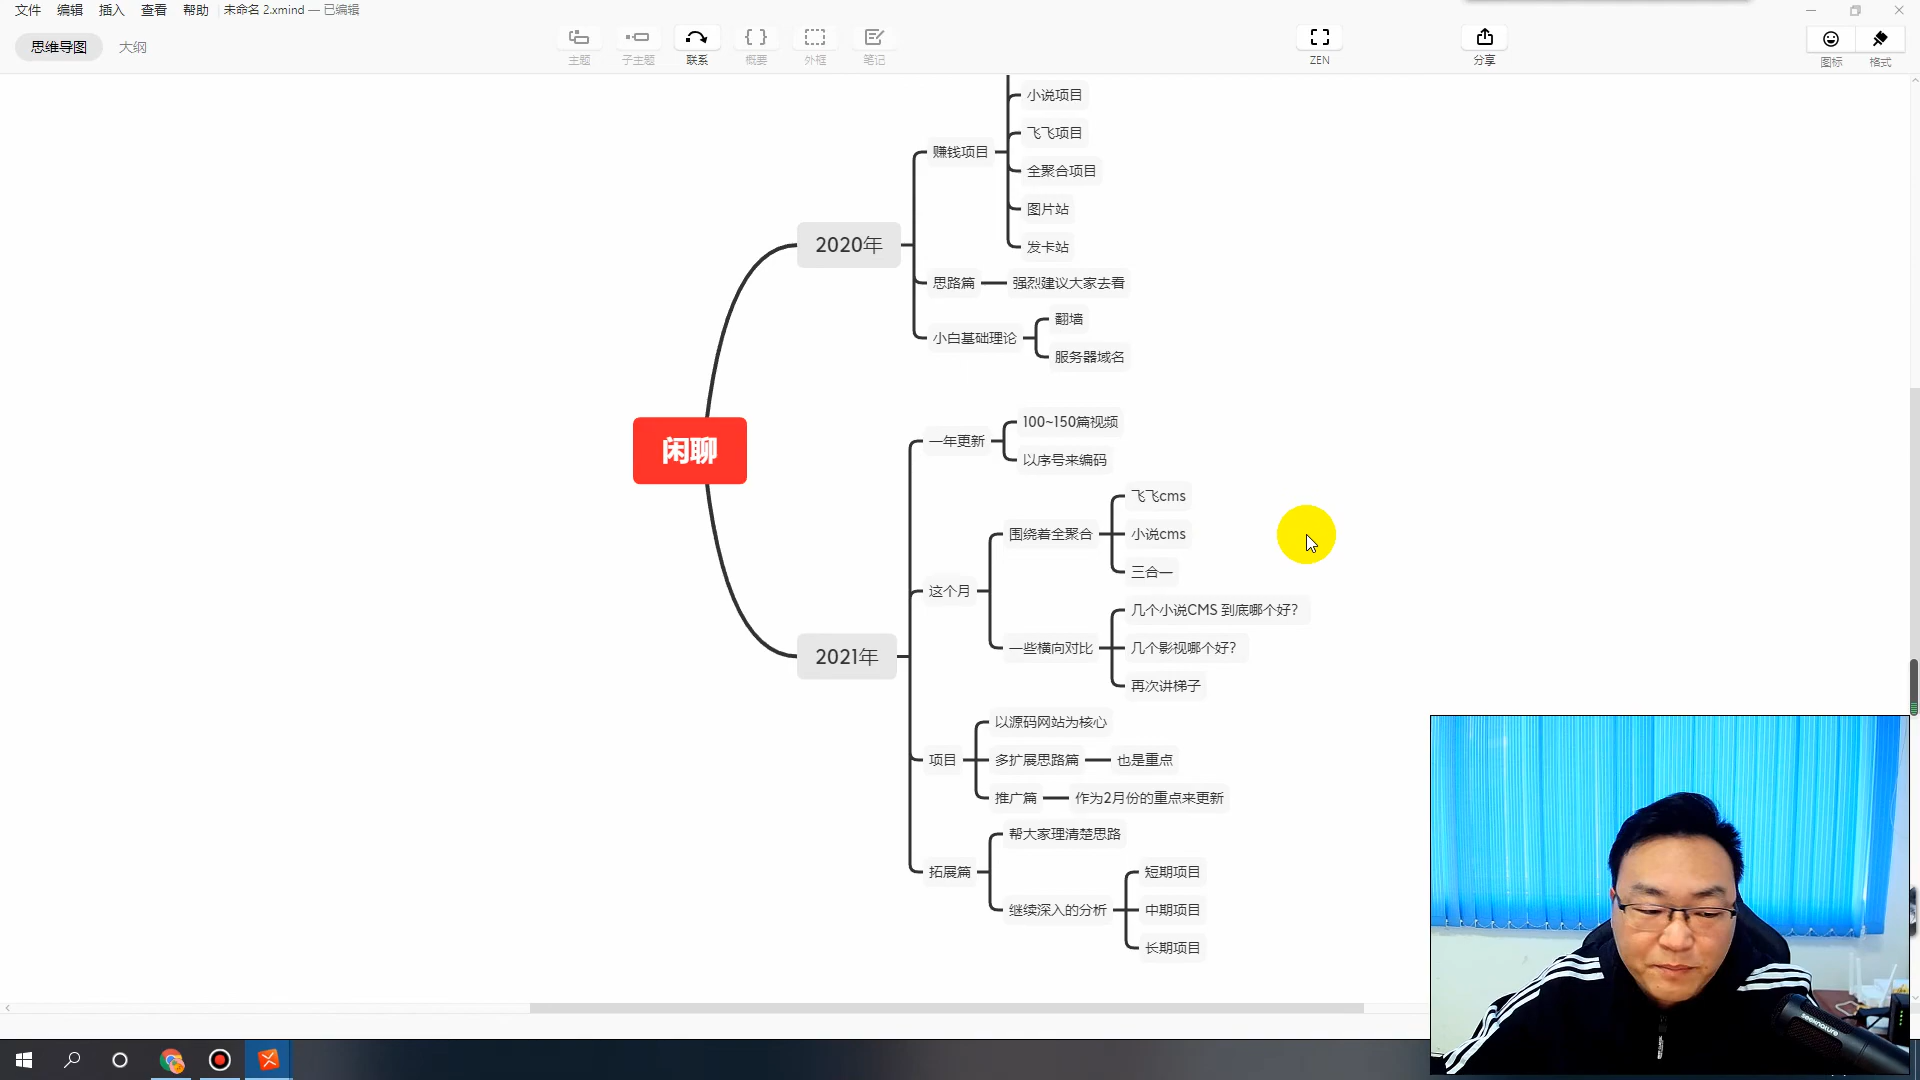 文件 编辑 插入 查看 帮助 未命名 2.xmind — 已编辑
思维导图 大纲
主题 子主题 联系 概要 外框 笔记 ZEN 分享 图标 格式
小说项目
飞飞项目
赚钱项目
全聚合项目
图片站
2020年
发卡站
思路篇 强烈建议大家去看
翻墙
小白基础理论
服务器域名
100~150篇视频
一年更新
闲聊
以序号来编码
飞飞cms
围绕着全聚合 小说cms
三合一
这个月
几个小说CMS 到底哪个好?
一些横向对比 几个影视哪个好?
2021年
再次讲梯子
以源码网站为核心
项目 多扩展思路篇 也是重点
推广篇 作为2月份的重点来更新
帮大家理清楚思路
拓展篇 短期项目
继续深入的分析 中期项目
长期项目
seeknature